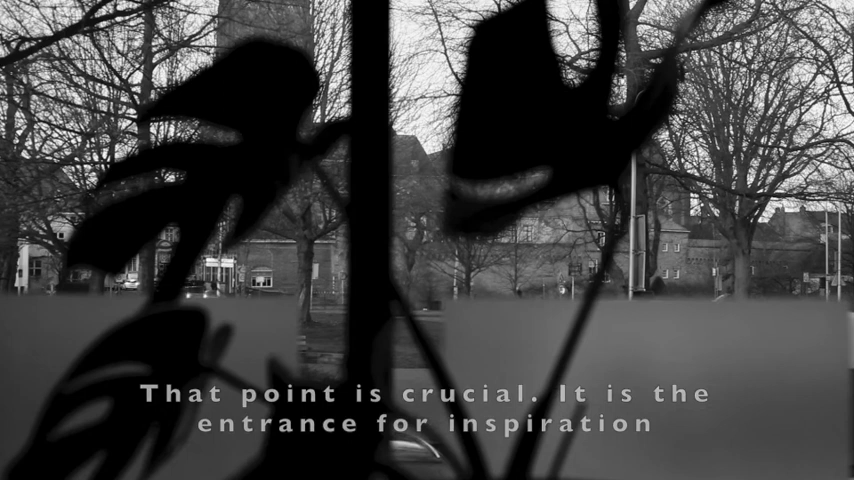 That point is crucial. It is the
entrance for inspiration